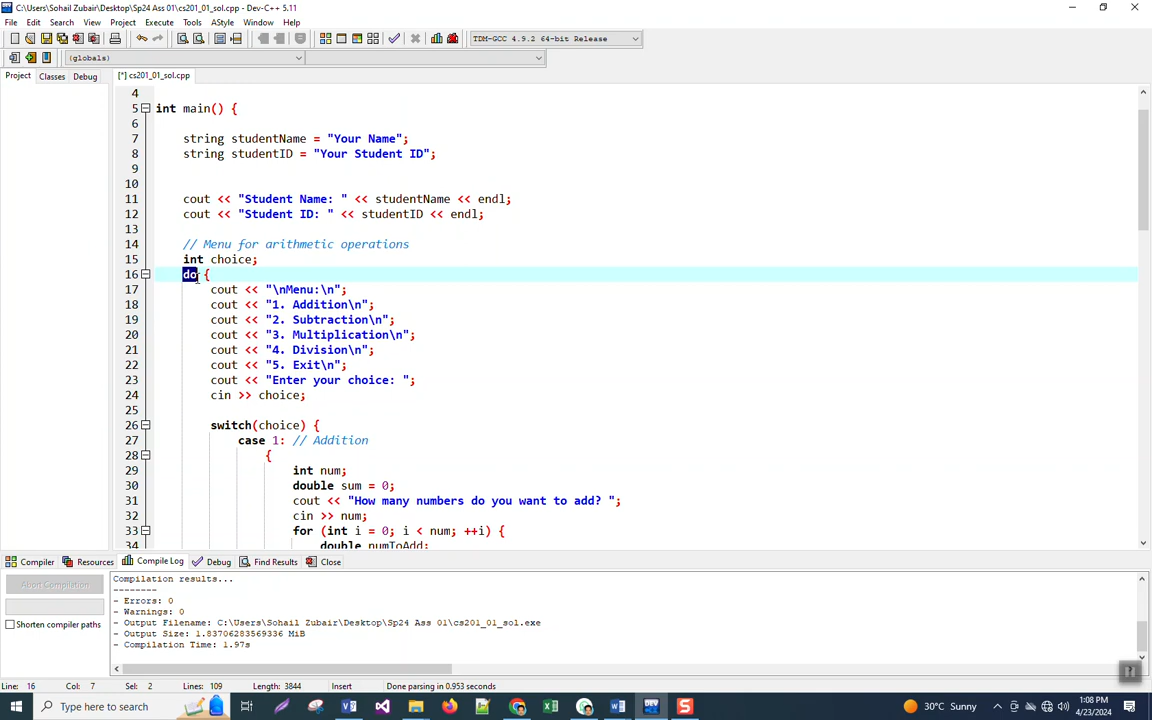 C:\Users\Sohail Zubair\Desktop\Sp24 Ass 01\cs201_01_sol.cpp - Dev-C++ 5.11
File Edit Search View Project Execute Tools AStyle Window Help
TDM-GCC 4.9.2 64-bit Release
(globals)
Project Classes Debug [*] cs201_01_sol.cpp
4
5 int main() {
6
7 string studentName = "Your Name";
8 string studentID = "Your Student ID";
9
10
11 cout << "Student Name: " << studentName << endl;
12 cout << "Student ID: " << studentID << endl;
13
14 // Menu for arithmetic operations
15 int choice;
16 do {
17 cout << "\nMenu:\n";
18 cout << "1. Addition\n";
19 cout << "2. Subtraction\n";
20 cout << "3. Multiplication\n";
21 cout << "4. Division\n";
22 cout << "5. Exit\n";
23 cout << "Enter your choice: ";
24 cin >> choice;
25
26 switch(choice) {
27 case 1: // Addition
28 {
29 int num;
30 double sum = 0;
31 cout << "How many numbers do you want to add? ";
32 cin >> num;
33 for (int i = 0; i < num; ++i) {
34 double numToAdd;
Compiler Resources Compile Log Debug Find Results Close
Abort Compilation
Shorten compiler paths
Compilation results...
--------
- Errors: 0
- Warnings: 0
- Output Filename: C:\Users\Sohail Zubair\Desktop\Sp24 Ass 01\cs201_01_sol.exe
- Output Size: 1.83706283569336 MiB
- Compilation Time: 1.97s
Line: 16 Col: 7 Sel: 2 Lines: 109 Length: 3844 Insert Done parsing in 0.953 seconds
Type here to search
30°C Sunny
1:08 PM
4/23/2024